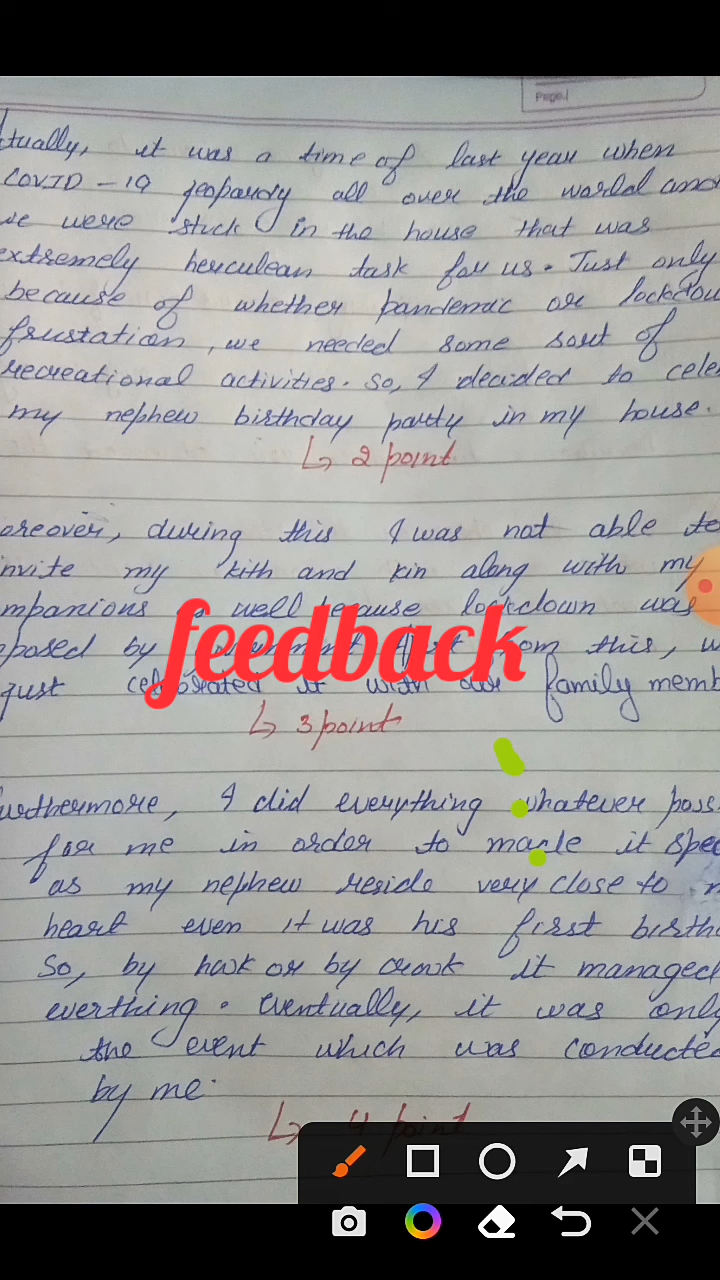 Page.
tually, it was a time of last year when
COVID-19 jeopardy all over the world and
we were stuck in the house that was
extremely herculean task for us. Just only
because of whether pandemic or lockdow
frustation, we needed some sort of
recreational activities. So, I decided to cele
my nephew birthday party in my house.
↳ 2 point
oreover, during this I was not able to
nvite my kith and kin along with my
mpanions as well because lockdown was
posed by from this, w
feedback
just celebrated it with our family memb
↳ 3 point
urthermore, I did everything whatever poss
for me in order to made it spec
as my nephew reside very close to m
heart even it was his first birth
So, by hook or by crook it managed
everthing. Eventually, it was only
the event which was conducted
by me.
↳ 4 point